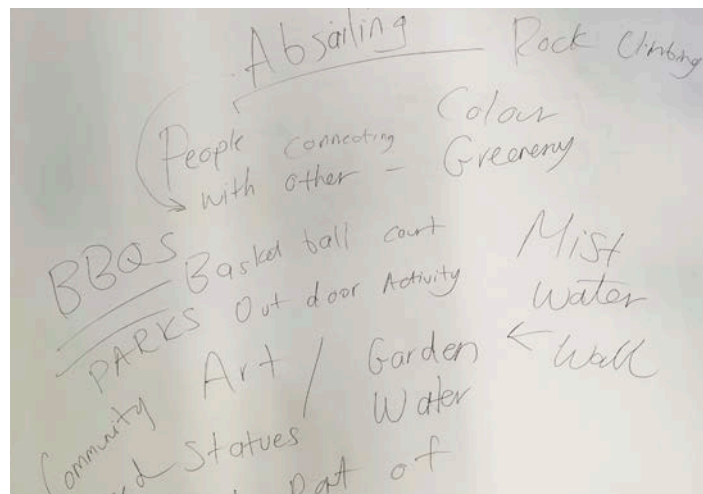 Absailing Rock Climbing
People connecting Colour
with other - Greenery
BBQS Basket ball court Mist
PARKS Out door Activity Water
Community Art / Garden ← Wall
Statues / Water
Part of